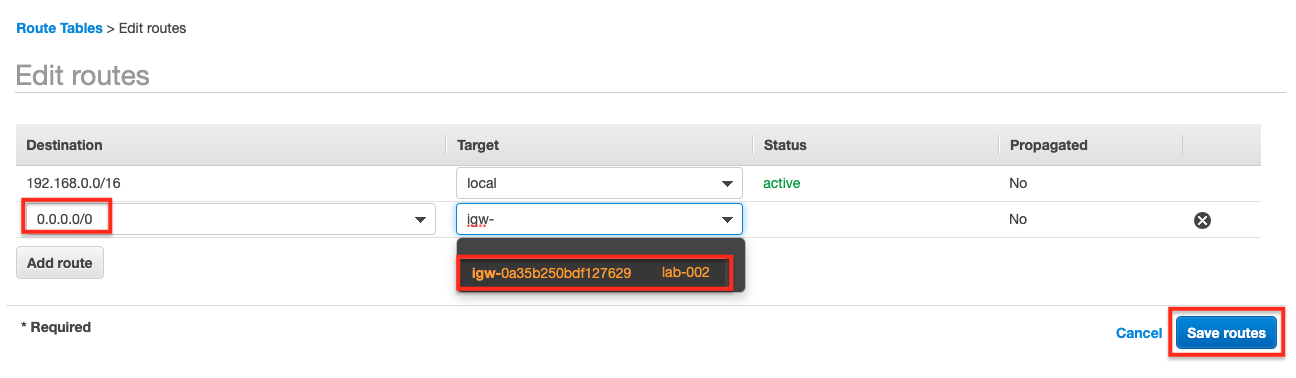 Route Tables > Edit routes
Edit routes
Destination Target Status Propagated
192.168.0.0/16 local active No
0.0.0.0/0 igw- No
igw-0a35b250bdf127629 lab-002
Add route
* Required
Cancel Save routes